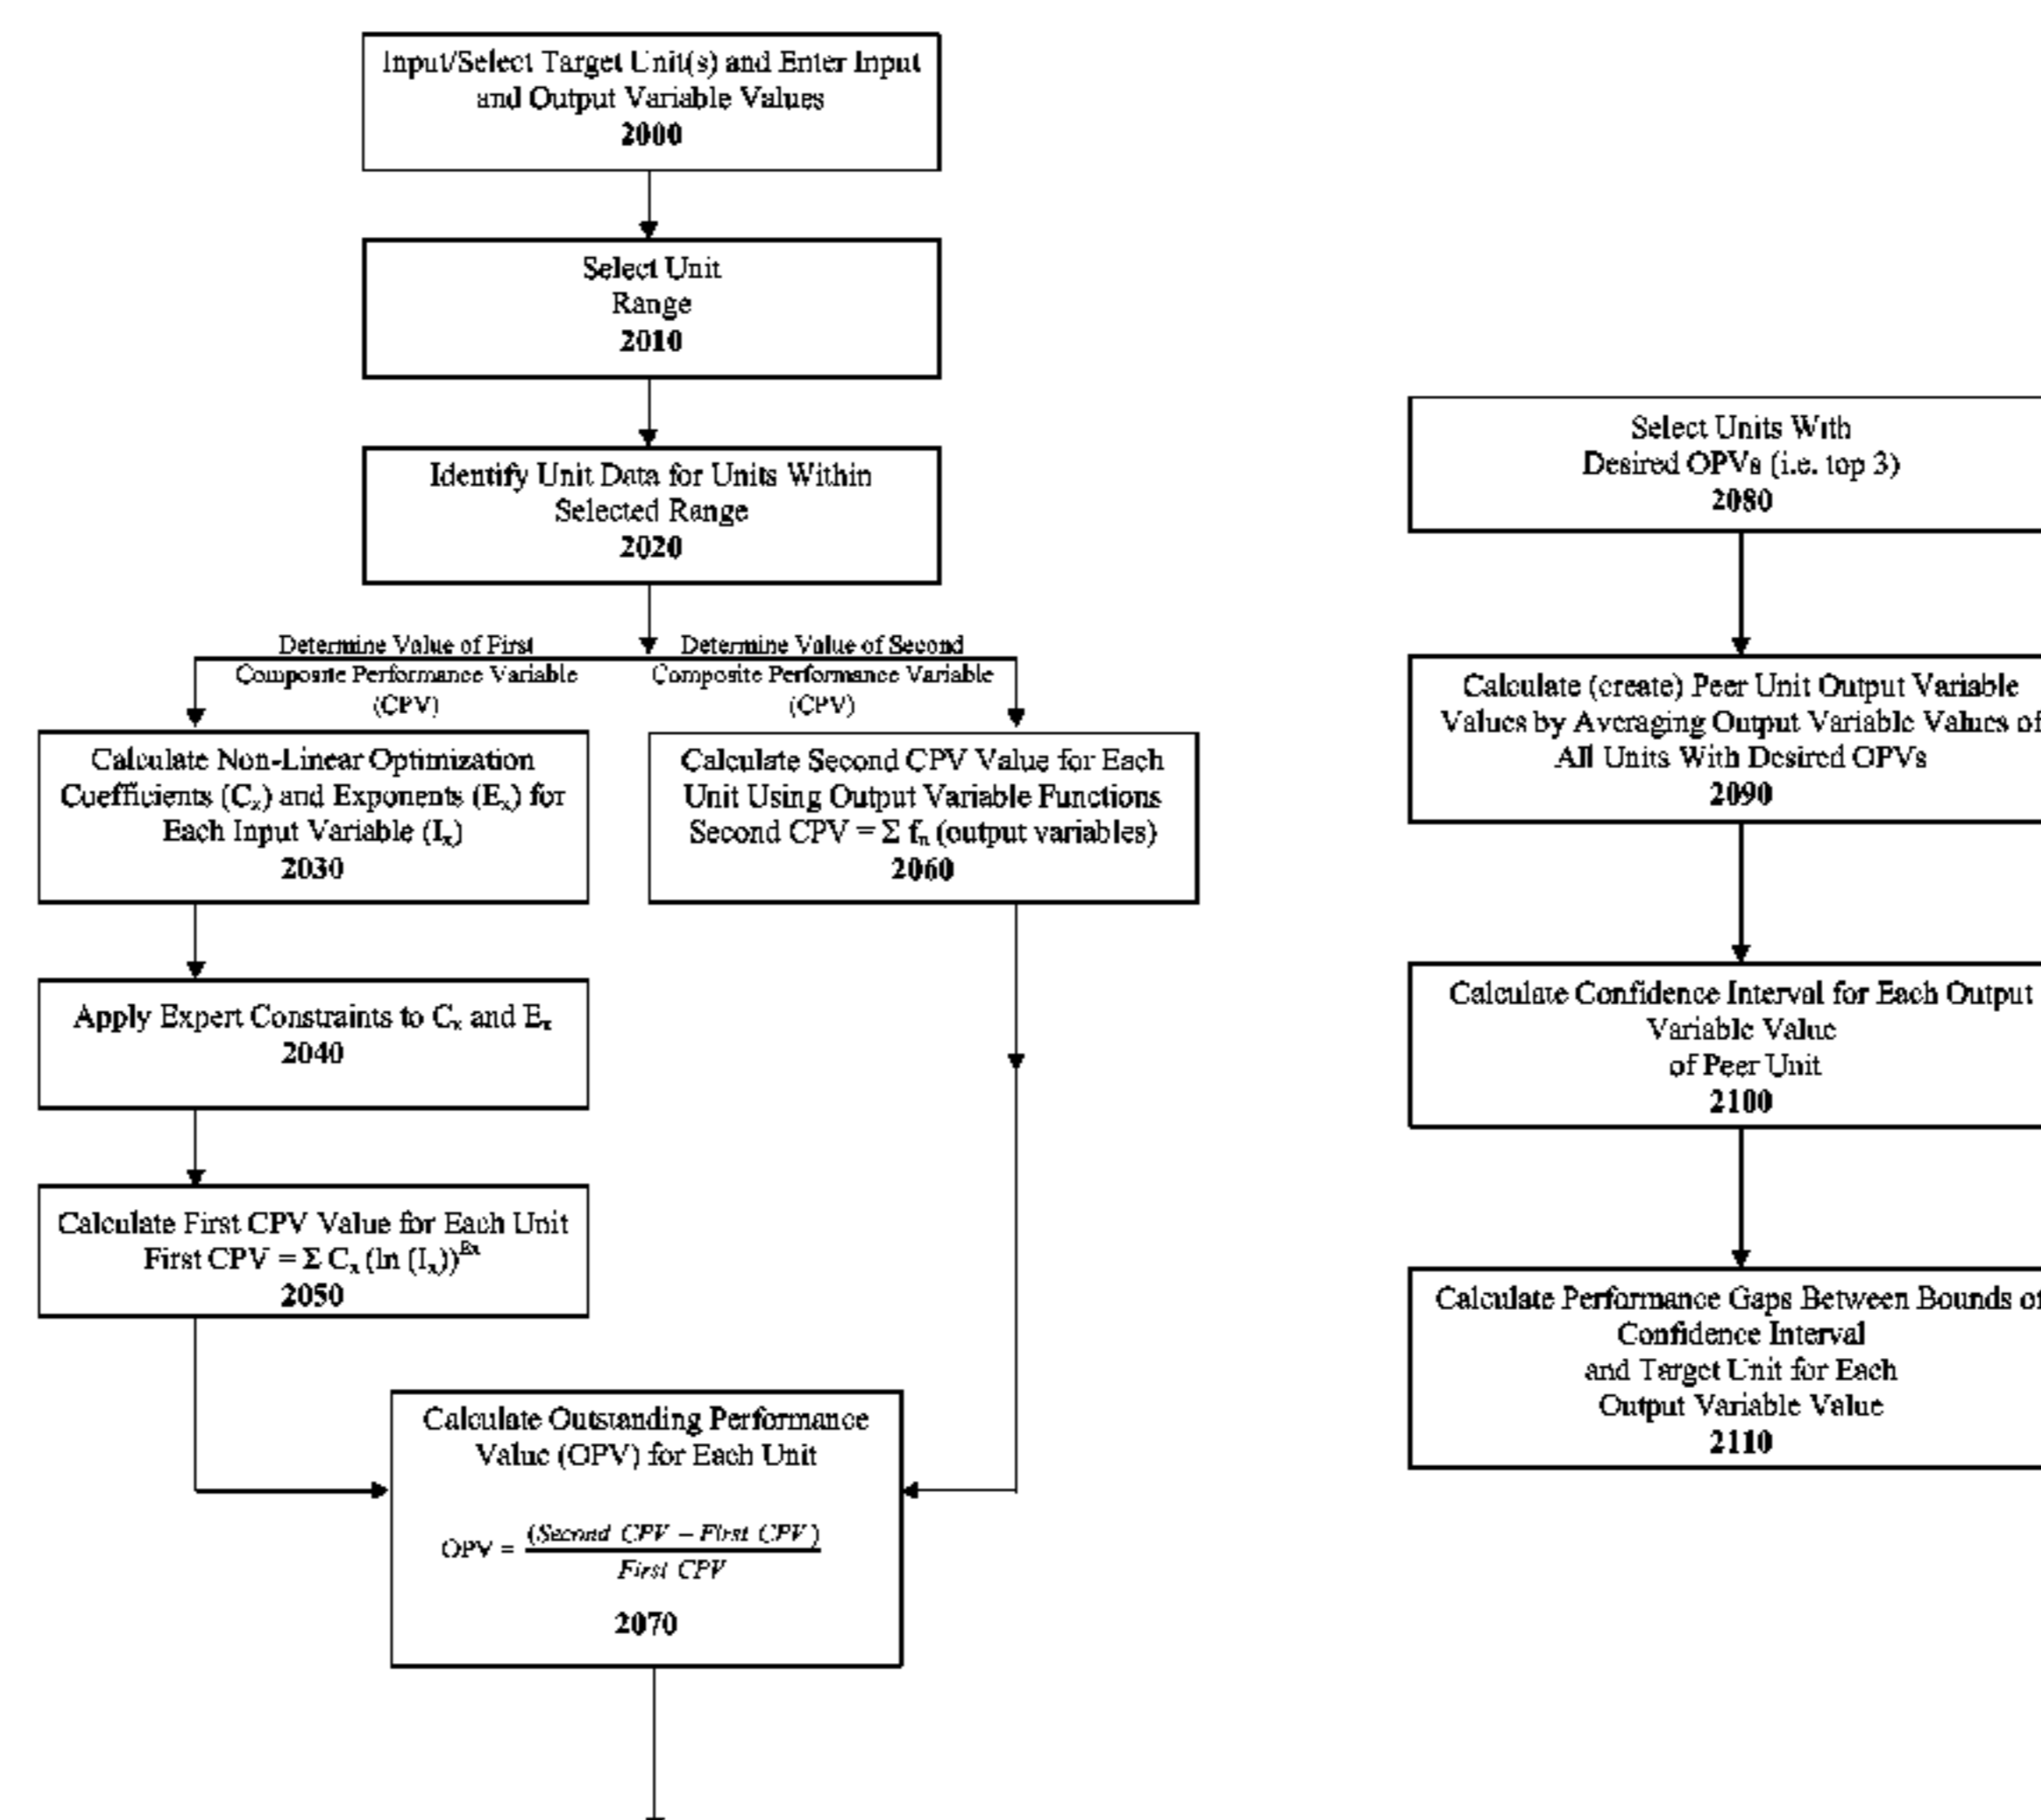 Input/Select Target Unit(s) and Enter Input
and Output Variable Values
2000
Select Unit
Range
2010
Identify Unit Data for Units Within
Selected Range
2020
Determine Value of First
Composite Performance Variable
(CPV)
Determine Value of Second
Composite Performance Variable
(CPV)
Calculate Non-Linear Optimization
Coefficients (Cₓ) and Exponents (Eₓ) for
Each Input Variable (Iₓ)
2030
Calculate Second CPV Value for Each
Unit Using Output Variable Functions
Second CPV = Σ fₙ (output variables)
2060
Apply Expert Constraints to Cₓ and Eₓ
2040
Calculate First CPV Value for Each Unit
First CPV = Σ Cₓ (ln (Iₓ))^Ex
2050
Calculate Outstanding Performance
Value (OPV) for Each Unit
OPV = (Second CPV – First CPV)
First CPV
2070
Select Units With
Desired OPVs (i.e. top 3)
2080
Calculate (create) Peer Unit Output Variable
Values by Averaging Output Variable Values of
All Units With Desired OPVs
2090
Calculate Confidence Interval for Each Output
Variable Value
of Peer Unit
2100
Calculate Performance Gaps Between Bounds of
Confidence Interval
and Target Unit for Each
Output Variable Value
2110